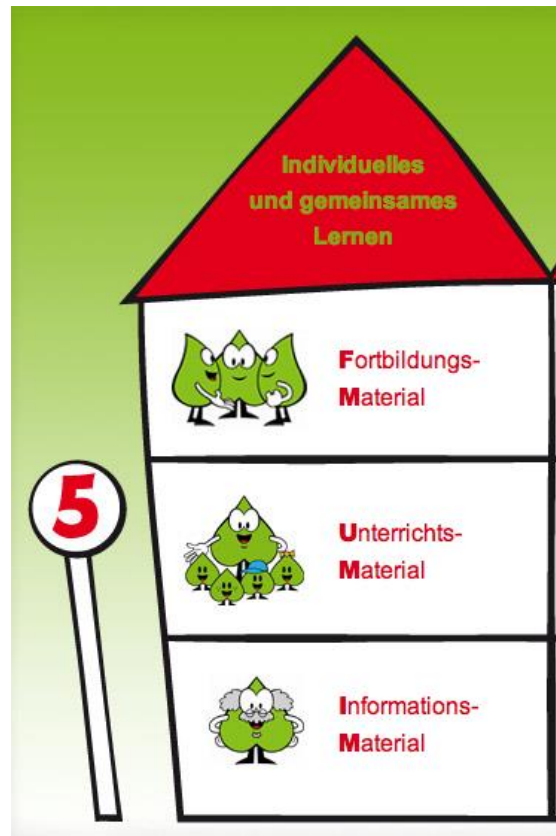 Individuelles
und gemeinsames
Lernen
Fortbildungs-
Material
5
Unterrichts-
Material
Informations-
Material